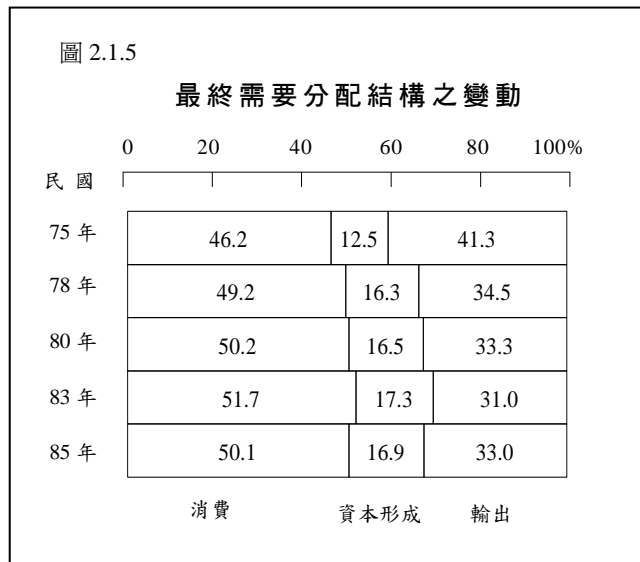 圖 2.1.5
最終需要分配結構之變動
0 20 40 60 80 100%
民國
75 年 46.2 12.5 41.3
78 年 49.2 16.3 34.5
80 年 50.2 16.5 33.3
83 年 51.7 17.3 31.0
85 年 50.1 16.9 33.0
消費 資本形成 輸出